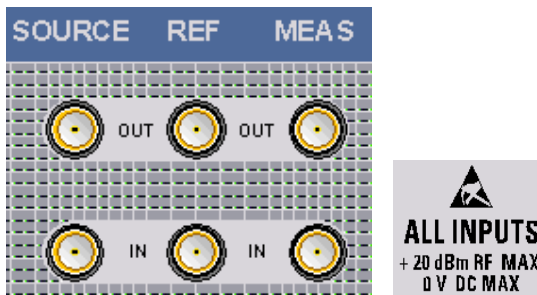 SOURCE REF MEAS
OUT OUT
IN IN
ALL INPUTS
+20 dBm RF MAX
0 V DC MAX